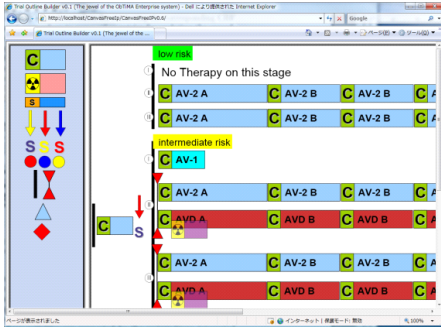 Trial Outline Builder v0.1 (The jewel of the ObTiMA Enterprise system) - Dell により提供された Internet Explorer
http://localhost/CanvasFreeIp/CanvasFreeIPv0.8/
Google
Trial Outline Builder v0.1 (The jewel of the...
ページ(P)
ツール(O)
low risk
No Therapy on this stage
C
C AV-2 A C AV-2 B C AV-2 B C A
S
C AV-2 A C AV-2 B C AV-2 B C A
intermediate risk
C AV-1
S S S
C AV-2 A C AV-2 B C AV-2 B C A
C S
C AVD A C AVD B C AVD B C A
C AV-2 A C AV-2 B C AV-2 B C A
C AVD A C AVD B C AVD B C A
ページが表示されました
インターネット | 保護モード: 無効
100%